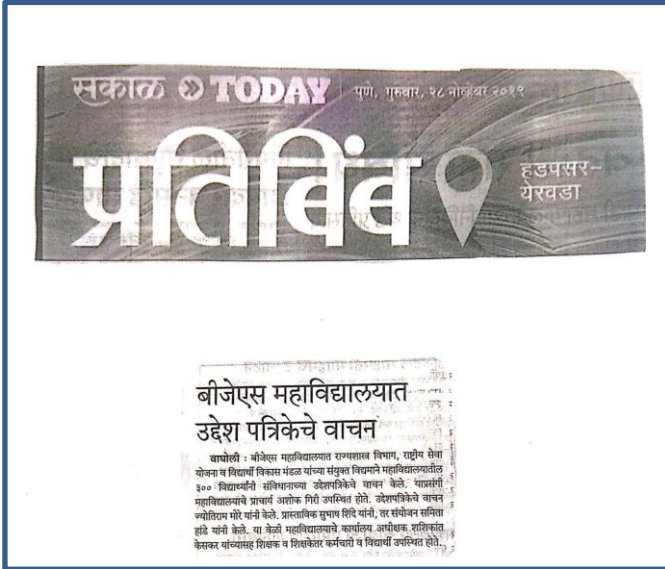 सकाळ » TODAY पुणे, गुरुवार, २८ नोव्हेंबर २०१९
प्रतिबिंब
हडपसर–
येरवडा
बीजेएस महाविद्यालयात
उद्देश पत्रिकेचे वाचन
वाघोली : बीजेएस महाविद्यालयात राज्यशास्त्र विभाग, राष्ट्रीय सेवा
योजना व विद्यार्थी विकास मंडळ यांच्या संयुक्त विद्यमाने महाविद्यालयातील
३०० विद्यार्थ्यांनी संविधानाच्या उद्देशपत्रिकेचे वाचन केले. याप्रसंगी
महाविद्यालयाचे प्राचार्य अशोक गिरी उपस्थित होते. उद्देशपत्रिकेचे वाचन
ज्योतिराम मोरे यांनी केले. प्रास्ताविक सुभाष शिंदे यांनी, तर संयोजन समिता
हांडे यांनी केले. या वेळी महाविद्यालयाचे कार्यालय अधीक्षक शशिकांत
केसकर यांच्यासह शिक्षक व शिक्षकेतर कर्मचारी व विद्यार्थी उपस्थित होते.